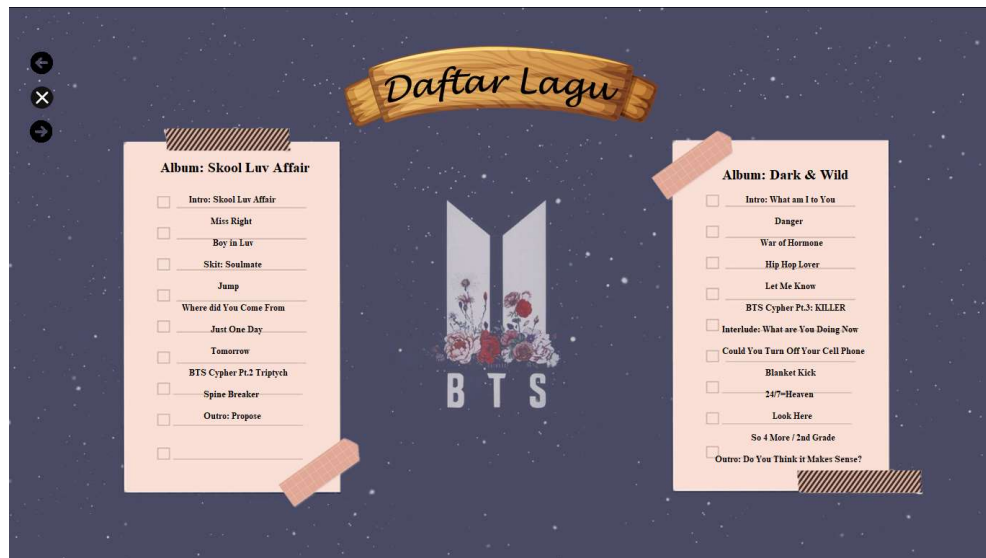 Daftar Lagu
Album: Skool Luv Affair
Intro: Skool Luv Affair
Miss Right
Boy in Luv
Skit: Soulmate
Jump
Where did You Come From
Just One Day
Tomorrow
BTS Cypher Pt.2 Triptych
Spine Breaker
Outro: Propose
BTS
Album: Dark & Wild
Intro: What am I to You
Danger
War of Hormone
Hip Hop Lover
Let Me Know
BTS Cypher Pt.3: KILLER
Interlude: What are You Doing Now
Could You Turn Off Your Cell Phone
Blanket Kick
24/7=Heaven
Look Here
So 4 More / 2nd Grade
Outro: Do You Think it Makes Sense?